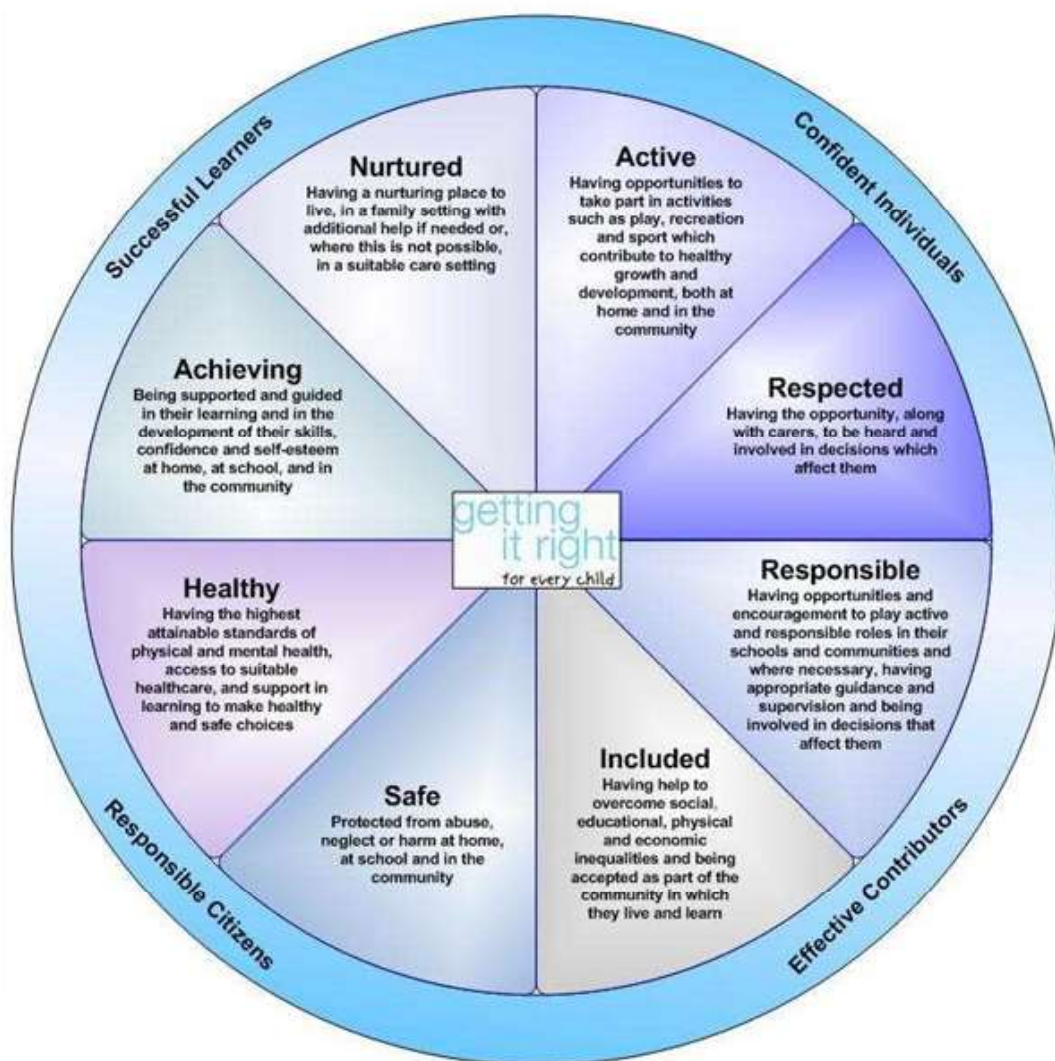 Successful Learners
Confident Individuals
Nurtured
Having a nurturing place to
live, in a family setting with
additional help if needed or,
where this is not possible,
in a suitable care setting
Active
Having opportunities to
take part in activities
such as play, recreation
and sport which
contribute to healthy
growth and
development, both at
home and in the
community
Achieving
Being supported and guided
in their learning and in the
development of their skills,
confidence and self-esteem
at home, at school, and in
the community
Respected
Having the opportunity, along
with carers, to be heard and
involved in decisions which
affect them
getting
it right
for every child
Healthy
Having the highest
attainable standards of
physical and mental health,
access to suitable
healthcare, and support in
learning to make healthy
and safe choices
Responsible
Having opportunities and
encouragement to play active
and responsible roles in their
schools and communities and
where necessary, having
appropriate guidance and
supervision and being
involved in decisions that
affect them
Safe
Protected from abuse,
neglect or harm at home,
at school and in the
community
Included
Having help to
overcome social,
educational, physical
and economic
inequalities and being
accepted as part of the
community in which
they live and learn
Responsible Citizens
Effective Contributors